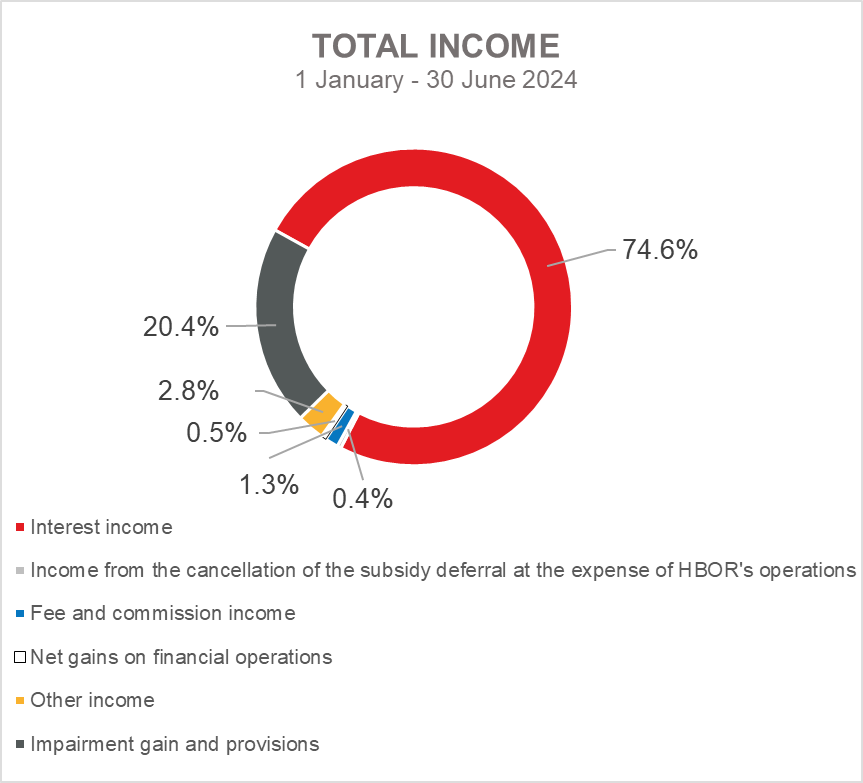 TOTAL INCOME
1 January - 30 June 2024
74.6%
20.4%
2.8%
0.5%
1.3%
0.4%
Interest income
Income from the cancellation of the subsidy deferral at the expense of HBOR's operations
Fee and commission income
Net gains on financial operations
Other income
Impairment gain and provisions